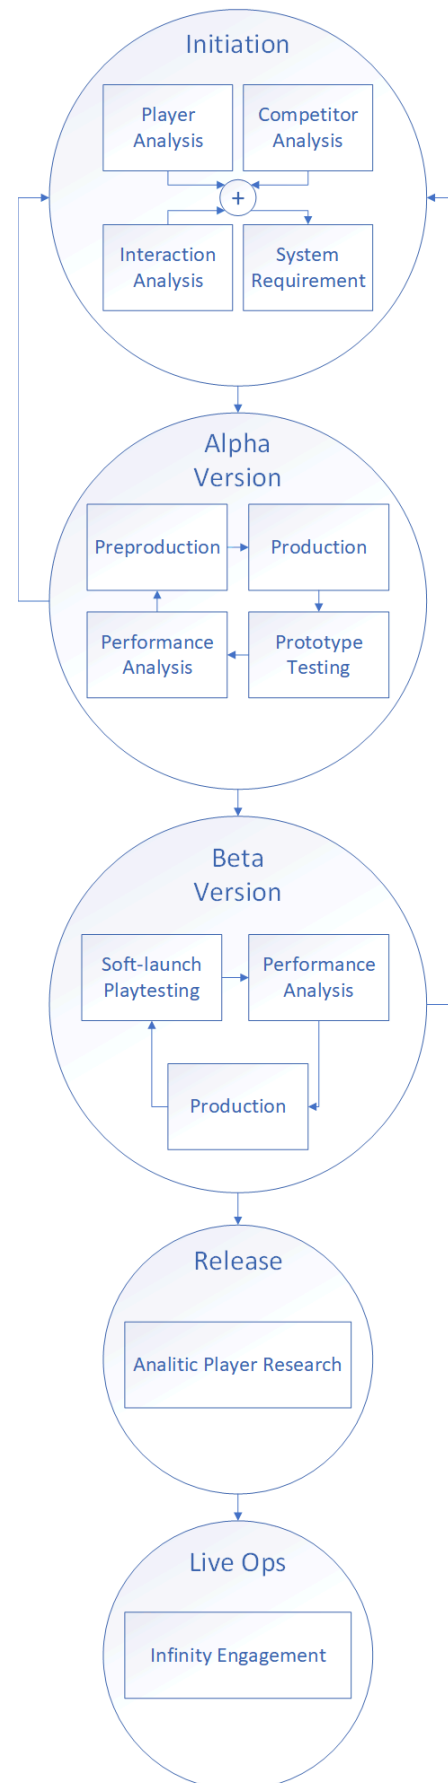 Initiation
Player
Analysis
Competitor
Analysis
+
Interaction
Analysis
System
Requirement
Alpha
Version
Preproduction
Production
Performance
Analysis
Prototype
Testing
Beta
Version
Soft-launch
Playtesting
Performance
Analysis
Production
Release
Analitic Player Research
Live Ops
Infinity Engagement